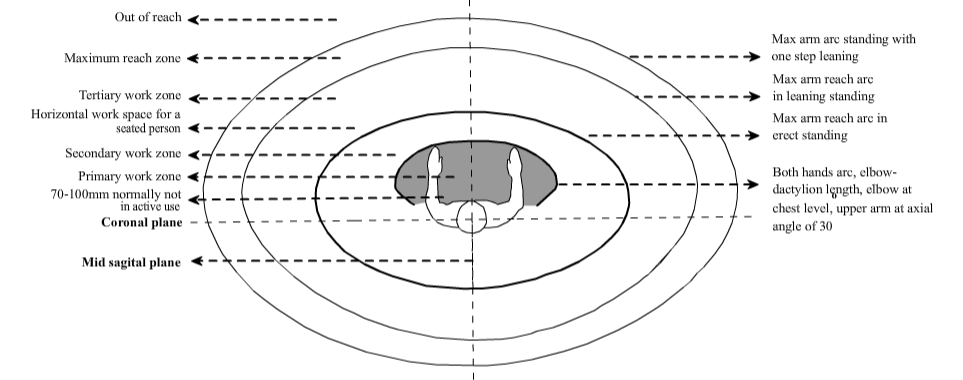 Out of reach
Maximum reach zone
Tertiary work zone
Horizontal work space for a
seated person
Secondary work zone
Primary work zone
70-100mm normally not
in active use
Coronal plane
Mid sagital plane
Max arm arc standing with
one step leaning
Max arm reach arc
in leaning standing
Max arm reach arc in
erect standing
Both hands arc, elbow-
dactylion length, elbow at
chest level, upper arm at axial
angle of 30
0